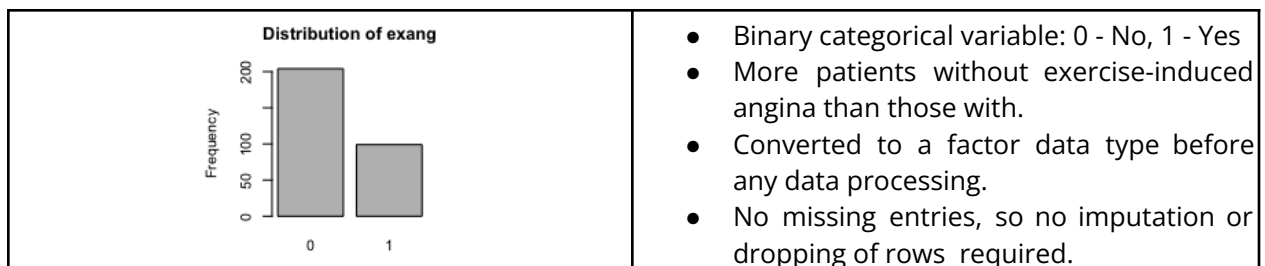 Distribution of exang
200
100
50
0
Frequency
0 1
● Binary categorical variable: 0 - No, 1 - Yes
● More patients without exercise-induced
angina than those with.
● Converted to a factor data type before
any data processing.
● No missing entries, so no imputation or
dropping of rows required.